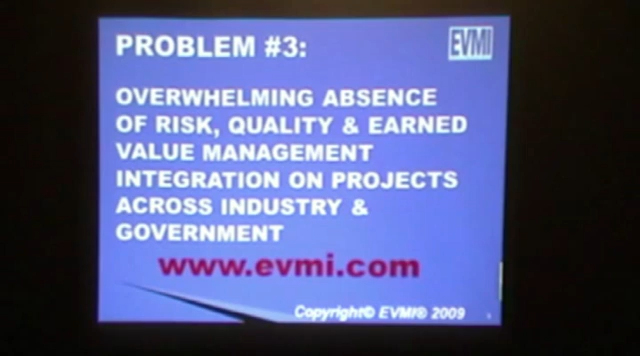 PROBLEM #3:
EVMI
OVERWHELMING ABSENCE
OF RISK, QUALITY & EARNED
VALUE MANAGEMENT
INTEGRATION ON PROJECTS
ACROSS INDUSTRY &
GOVERNMENT
www.evmi.com
Copyright© EVMI® 2009